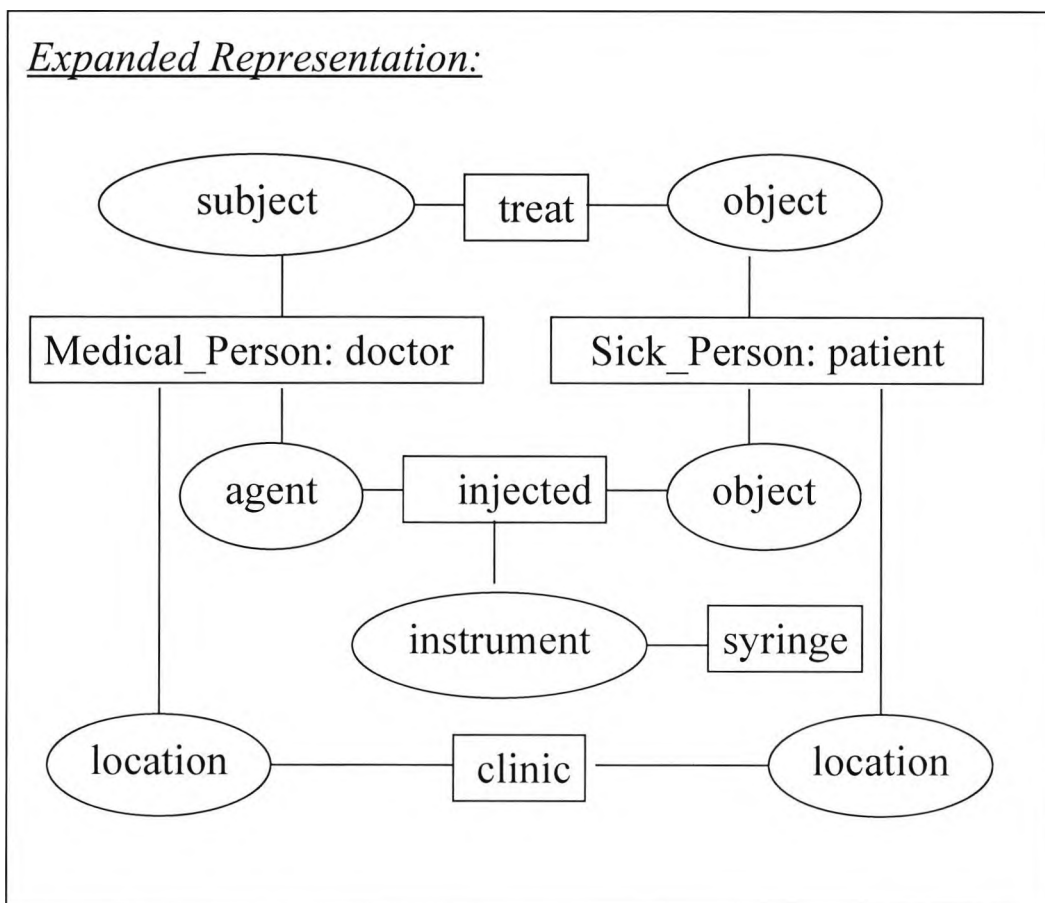 Expanded Representation:
subject treat object
Medical_Person: doctor Sick_Person: patient
agent injected object
instrument syringe
location clinic location